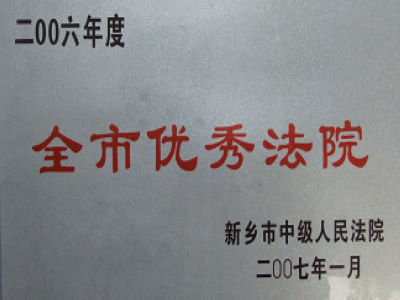 二00六年度
全市优秀法院
新乡市中级人民法院
二00七年一月